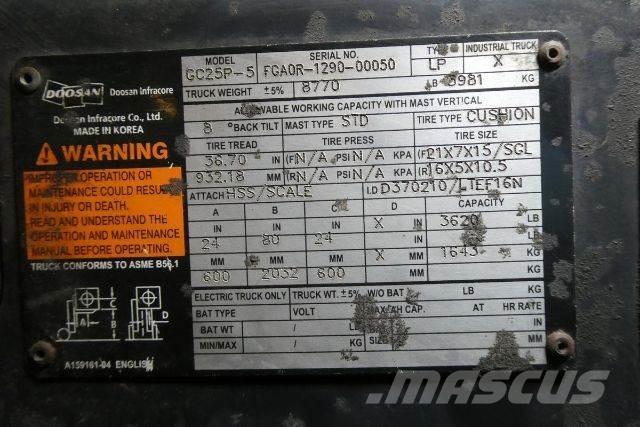 DOOSAN Doosan Infracore
Doosan Infracore Co., Ltd.
MADE IN KOREA
WARNING
IMPROPER OPERATION OR
MAINTENANCE COULD RESULT
IN INJURY OR DEATH.
READ AND UNDERSTAND THE
OPERATION AND MAINTENANCE
MANUAL BEFORE OPERATING.
TRUCK CONFORMS TO ASME B56.1
C
A B D
A159161-04 ENGLISH
MODEL SERIAL NO. INDUSTRIAL TRUCK
GC25P-5 FGA0R-1290-00050 LP X
TRUCK WEIGHT ±5% 8770 LB 3981 KG
ALLOWABLE WORKING CAPACITY WITH MAST VERTICAL
8 ° BACK TILT MAST TYPE STD TIRE TYPE CUSHION
TIRE TREAD TIRE PRESS TIRE SIZE
36.70 IN (F) N/A PSI N/A KPA (F) 21X7X15/SGL
932.18 MM (R) N/A PSI N/A KPA (R) 16X5X10.5
ATTACH HSS/SCALE I.D D370210/LTEF16N
A B C D CAPACITY
IN IN IN X IN 3620 LB
24 80 24
MM MM MM X MM 1643 KG
600 2032 600 KG
ELECTRIC TRUCK ONLY TRUCK WT. ±5% W/O BAT LB KG
BAT TYPE VOLT MAX/AH CAP. AT HR RATE
BAT WT / LB SIZE IN
MIN/MAX / KG MM
MASCUS